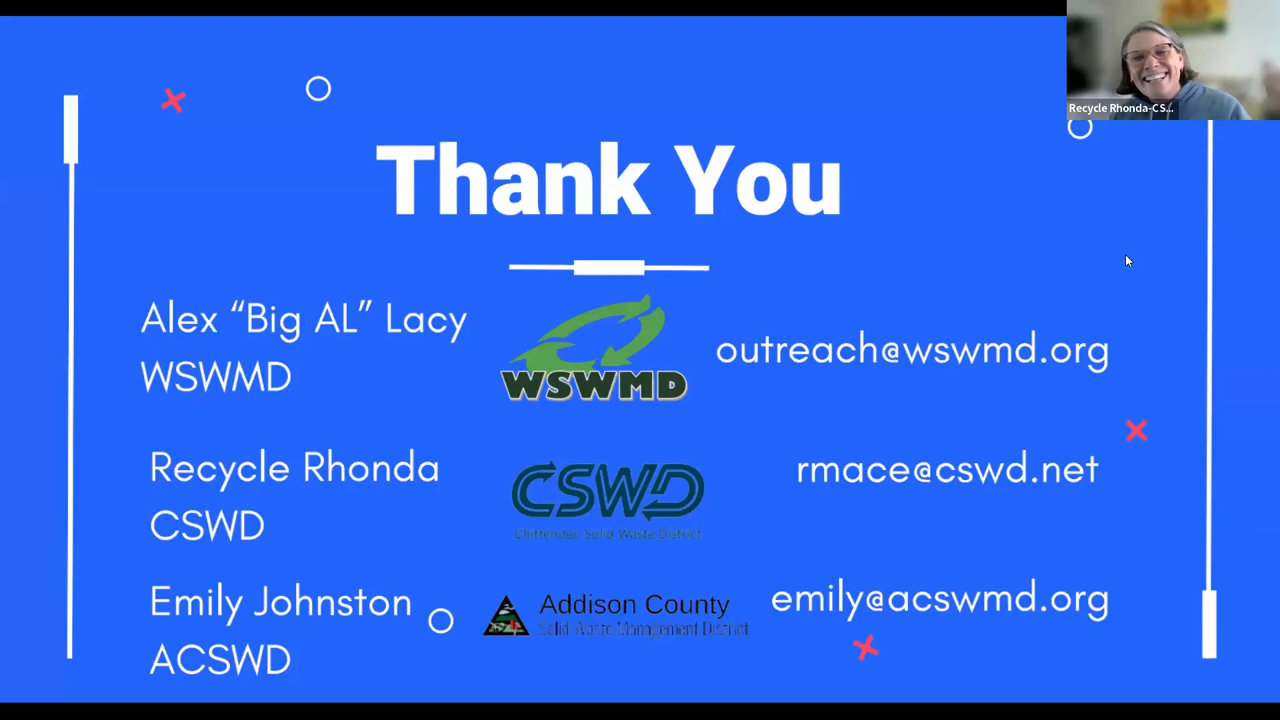 Recycle Rhonda-CS...
Thank You
Alex “Big AL” Lacy
WSWMD
WSWMD
outreach@wswmd.org
Recycle Rhonda
CSWD
CSWD
Chittenden Solid Waste District
rmace@cswd.net
Emily Johnston
ACSWD
Addison County
Solid Waste Management District
emily@acswmd.org